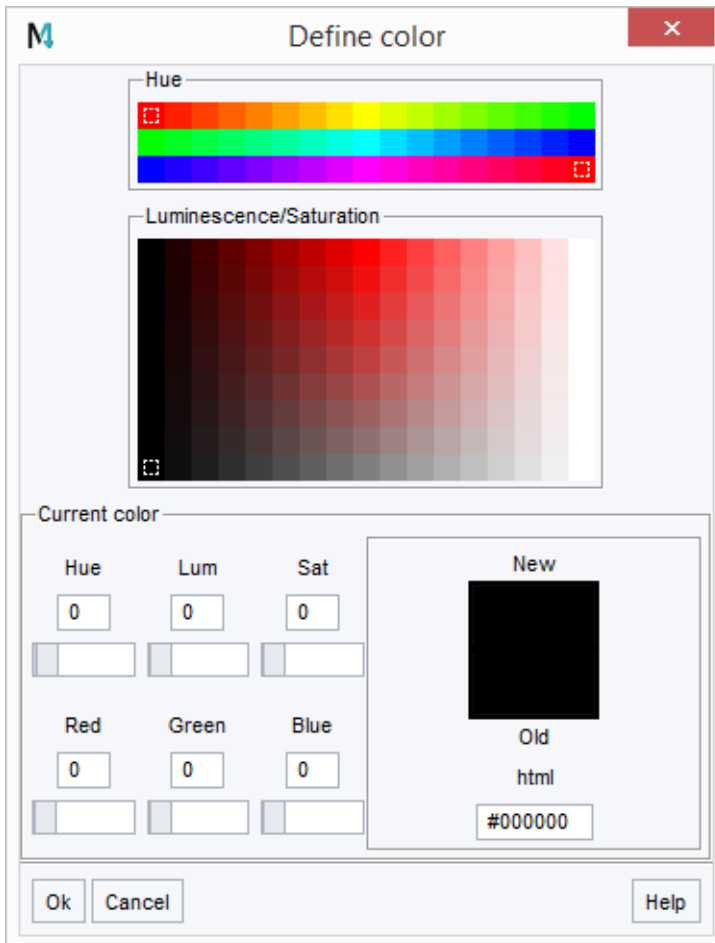 Define color
Hue
Luminescence/Saturation
Current color
Hue Lum Sat
0 0 0
Red Green Blue
0 0 0
New
Old
html
#000000
Ok Cancel Help